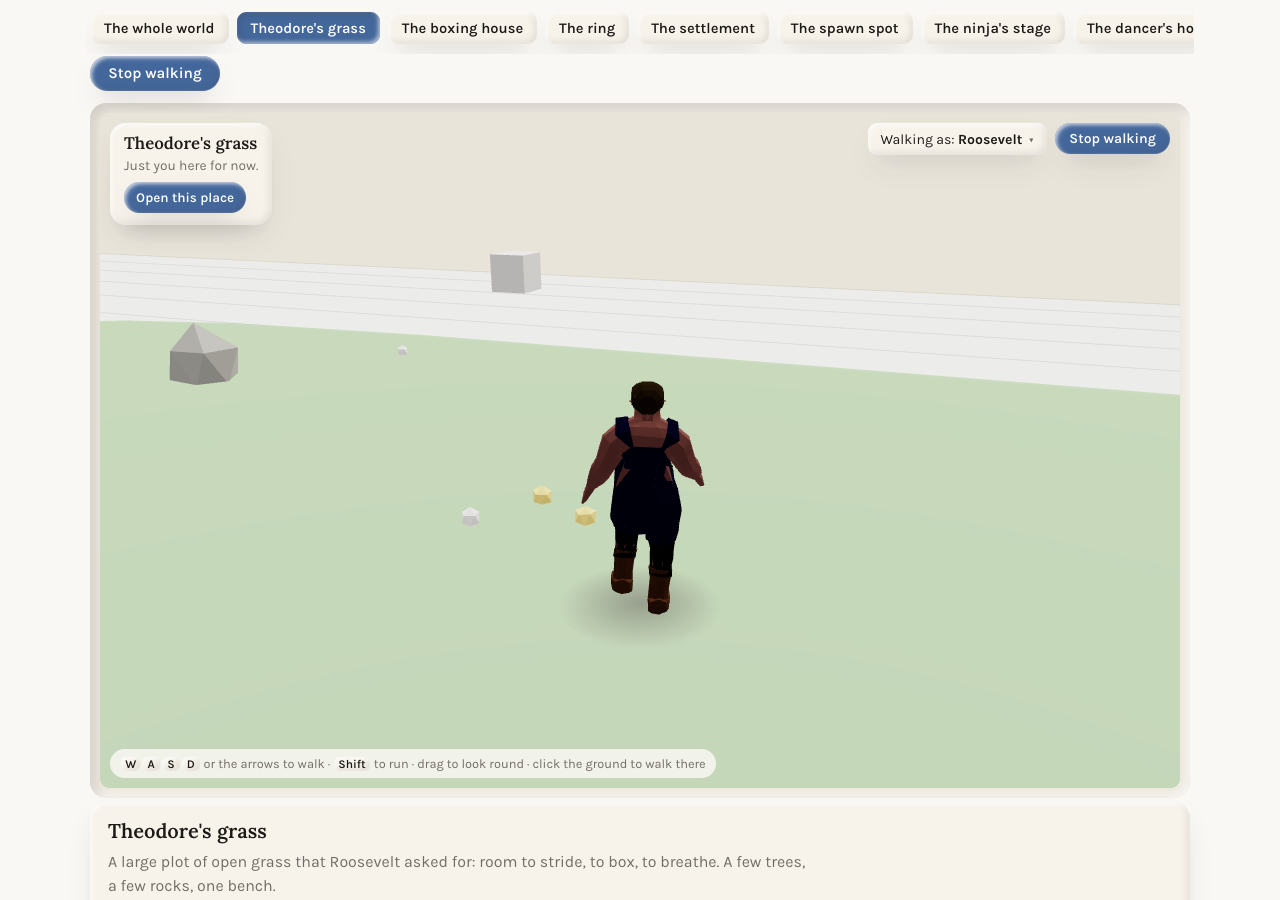 The whole world
Theodore's grass
The boxing house
The ring
The settlement
The spawn spot
The ninja's stage
The dancer's ho
Stop walking
Theodore's grass
Just you here for now.
Open this place
Walking as: Roosevelt ▾
Stop walking
W A S D or the arrows to walk · Shift to run · drag to look round · click the ground to walk there
Theodore's grass
A large plot of open grass that Roosevelt asked for: room to stride, to box, to breathe. A few trees,
a few rocks, one bench.